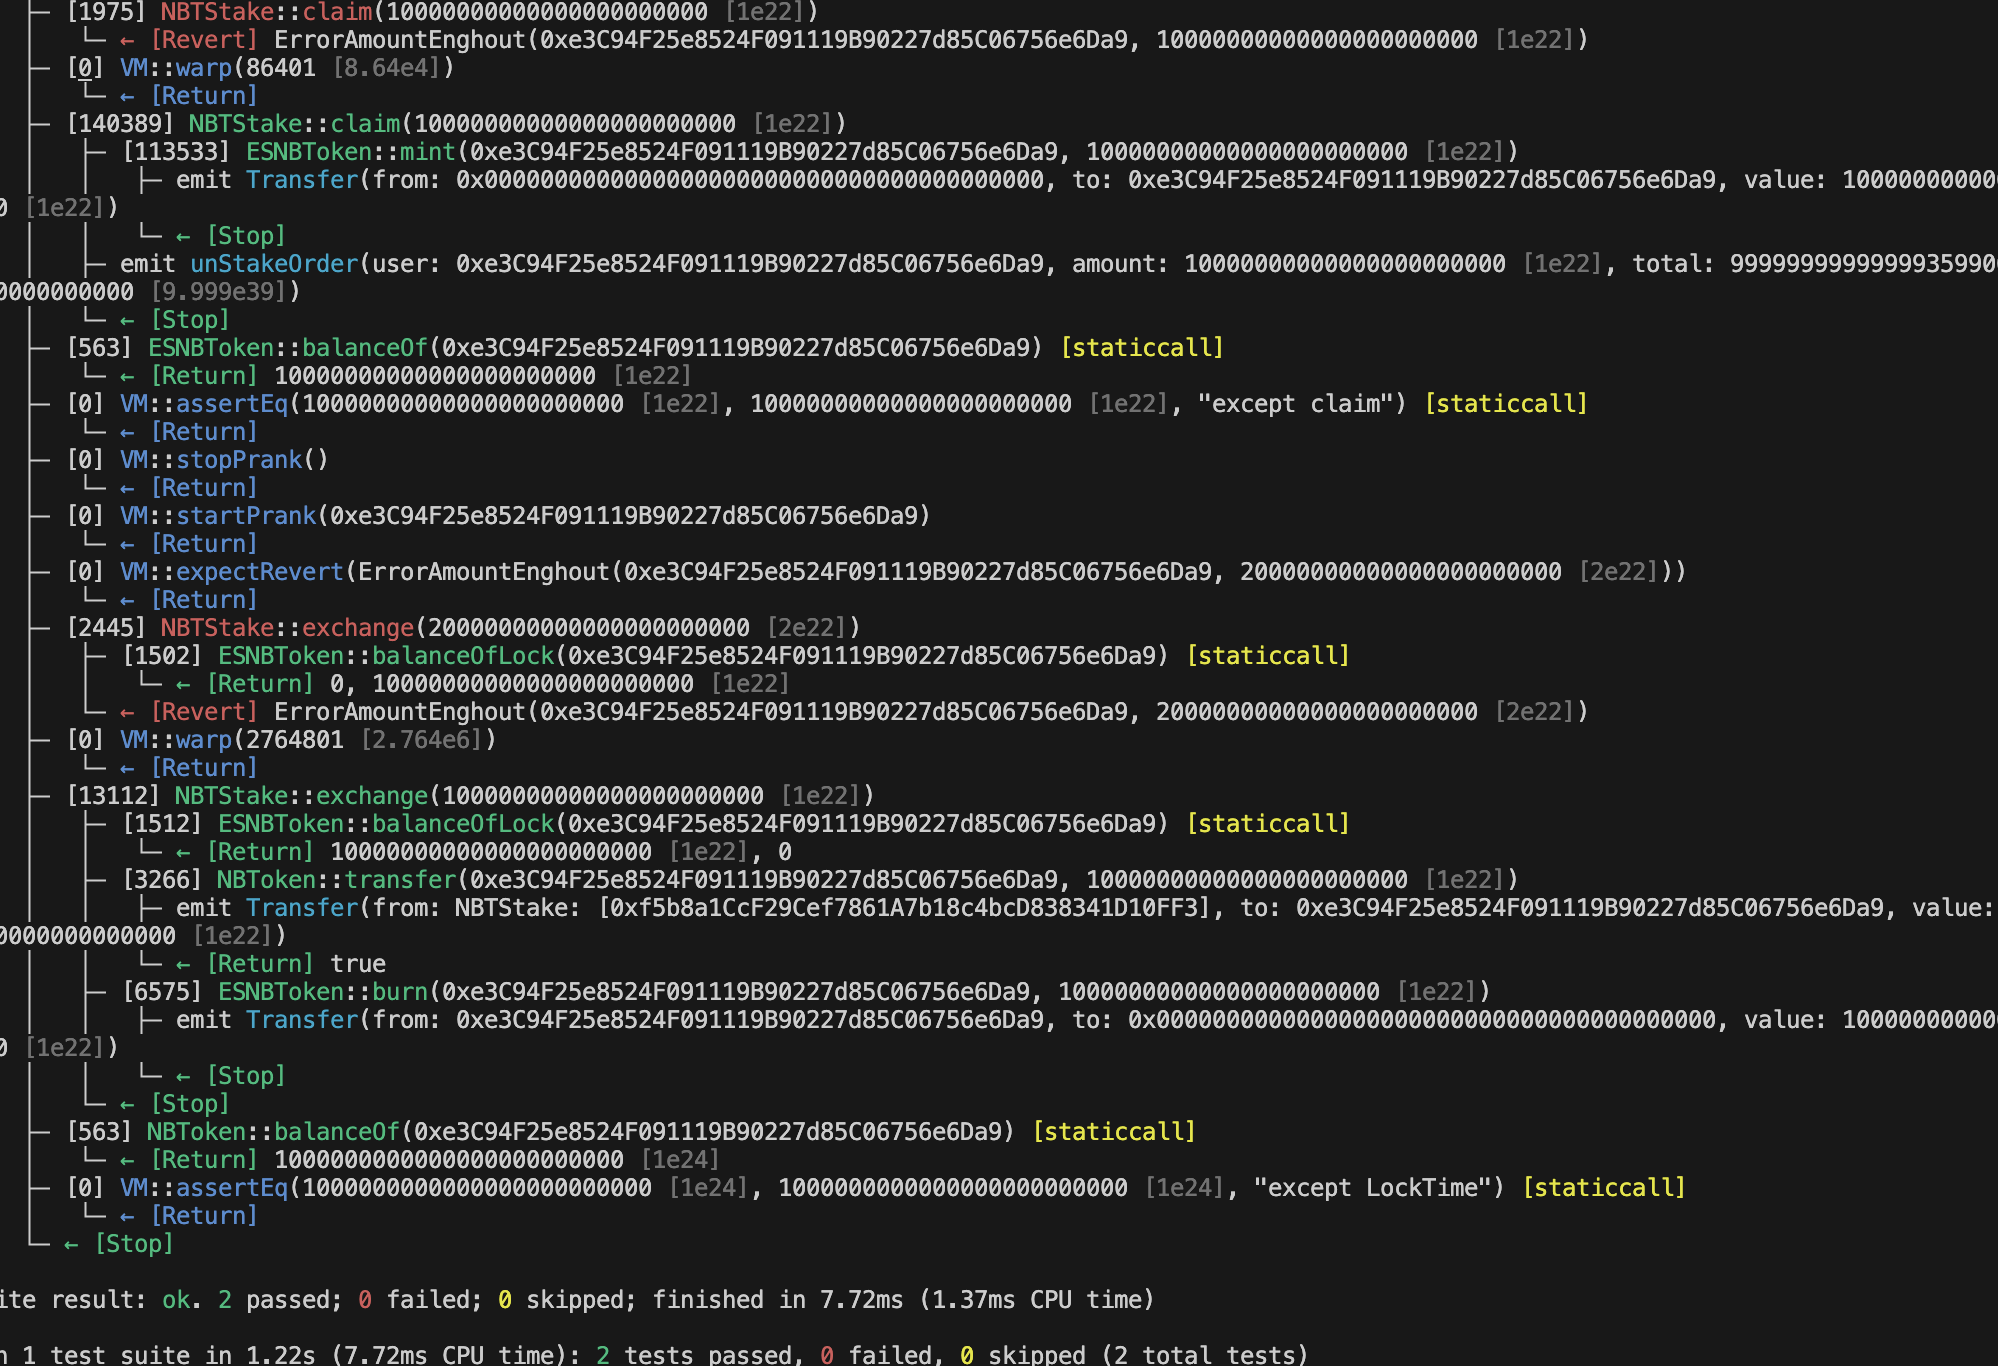 ├─ [1975] NBTStake::claim(10000000000000000000000 [1e22])
│   └─ ← [Revert] ErrorAmountEnghout(0xe3C94F25e8524F091119B90227d85C06756e6Da9, 10000000000000000000000 [1e22])
├─ [0] VM::warp(86401 [8.64e4])
│   └─ ← [Return]
├─ [140389] NBTStake::claim(10000000000000000000000 [1e22])
│   ├─ [113533] ESNBToken::mint(0xe3C94F25e8524F091119B90227d85C06756e6Da9, 10000000000000000000000 [1e22])
│   │   ├─ emit Transfer(from: 0x0000000000000000000000000000000000000000, to: 0xe3C94F25e8524F091119B90227d85C06756e6Da9, value: 10000000000
0 [1e22])
│   │   └─ ← [Stop]
│   ├─ emit unStakeOrder(user: 0xe3C94F25e8524F091119B90227d85C06756e6Da9, amount: 10000000000000000000000 [1e22], total: 9999999999999993599
0000000000 [9.999e39])
│   └─ ← [Stop]
├─ [563] ESNBToken::balanceOf(0xe3C94F25e8524F091119B90227d85C06756e6Da9) [staticcall]
│   └─ ← [Return] 10000000000000000000000 [1e22]
├─ [0] VM::assertEq(10000000000000000000000 [1e22], 10000000000000000000000 [1e22], "except claim") [staticcall]
│   └─ ← [Return]
├─ [0] VM::stopPrank()
│   └─ ← [Return]
├─ [0] VM::startPrank(0xe3C94F25e8524F091119B90227d85C06756e6Da9)
│   └─ ← [Return]
├─ [0] VM::expectRevert(ErrorAmountEnghout(0xe3C94F25e8524F091119B90227d85C06756e6Da9, 20000000000000000000000 [2e22]))
│   └─ ← [Return]
├─ [2445] NBTStake::exchange(20000000000000000000000 [2e22])
│   ├─ [1502] ESNBToken::balanceOfLock(0xe3C94F25e8524F091119B90227d85C06756e6Da9) [staticcall]
│   │   └─ ← [Return] 0, 10000000000000000000000 [1e22]
│   └─ ← [Revert] ErrorAmountEnghout(0xe3C94F25e8524F091119B90227d85C06756e6Da9, 20000000000000000000000 [2e22])
├─ [0] VM::warp(2764801 [2.764e6])
│   └─ ← [Return]
├─ [13112] NBTStake::exchange(10000000000000000000000 [1e22])
│   ├─ [1512] ESNBToken::balanceOfLock(0xe3C94F25e8524F091119B90227d85C06756e6Da9) [staticcall]
│   │   └─ ← [Return] 10000000000000000000000 [1e22], 0
│   ├─ [3266] NBToken::transfer(0xe3C94F25e8524F091119B90227d85C06756e6Da9, 10000000000000000000000 [1e22])
│   │   ├─ emit Transfer(from: NBTStake: [0xf5b8a1CcF29Cef7861A7b18c4bcD838341D10FF3], to: 0xe3C94F25e8524F091119B90227d85C06756e6Da9, value:
0000000000000 [1e22])
│   │   └─ ← [Return] true
│   ├─ [6575] ESNBToken::burn(0xe3C94F25e8524F091119B90227d85C06756e6Da9, 10000000000000000000000 [1e22])
│   │   ├─ emit Transfer(from: 0xe3C94F25e8524F091119B90227d85C06756e6Da9, to: 0x0000000000000000000000000000000000000000, value: 10000000000
0 [1e22])
│   │   └─ ← [Stop]
│   └─ ← [Stop]
├─ [563] NBToken::balanceOf(0xe3C94F25e8524F091119B90227d85C06756e6Da9) [staticcall]
│   └─ ← [Return] 1000000000000000000000000 [1e24]
├─ [0] VM::assertEq(1000000000000000000000000 [1e24], 1000000000000000000000000 [1e24], "except LockTime") [staticcall]
│   └─ ← [Return]
└─ ← [Stop]
ite result: ok. 2 passed; 0 failed; 0 skipped; finished in 7.72ms (1.37ms CPU time)
n 1 test suite in 1.22s (7.72ms CPU time): 2 tests passed, 0 failed, 0 skipped (2 total tests)